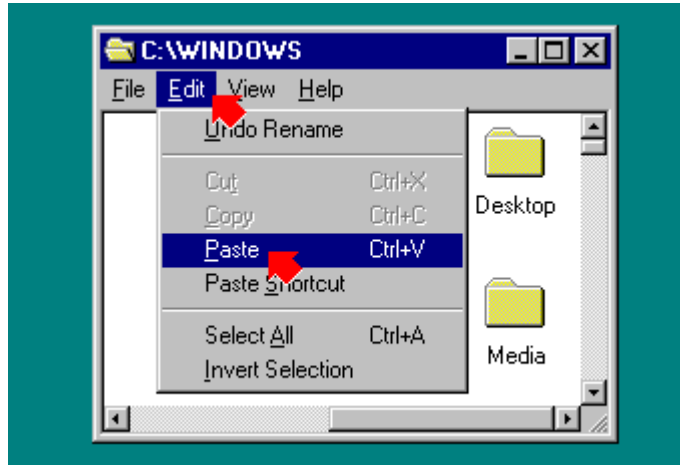 C:\WINDOWS
File Edit View Help
Undo Rename
Cut Ctrl+X
Copy Ctrl+C
Paste Ctrl+V
Paste Shortcut
Select All Ctrl+A
Invert Selection
Desktop
Media